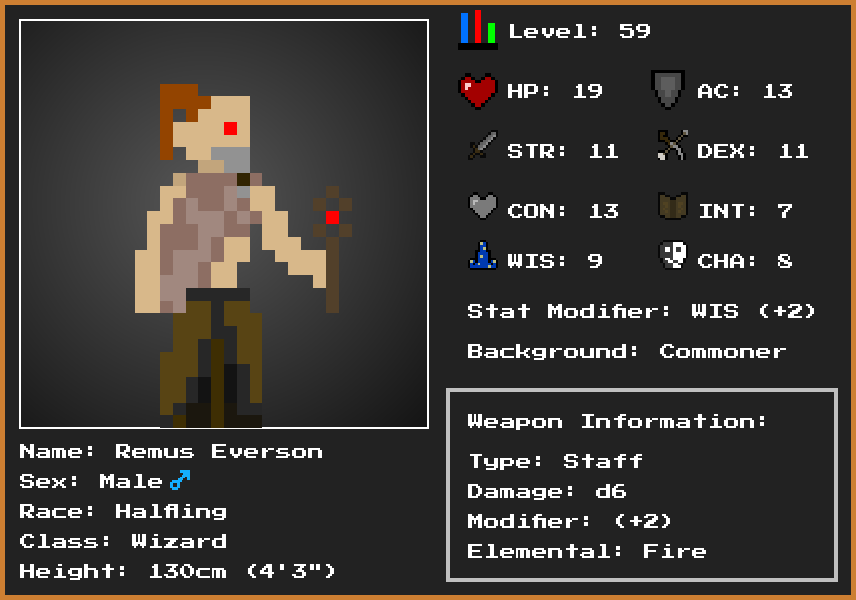 Level: 59
HP: 19 AC: 13
STR: 11 DEX: 11
CON: 13 INT: 7
WIS: 9 CHA: 8
Stat Modifier: WIS (+2)
Background: Commoner
Weapon Information:
Type: Staff
Damage: d6
Modifier: (+2)
Elemental: Fire
Name: Remus Everson
Sex: Male ♂
Race: Halfling
Class: Wizard
Height: 130cm (4'3")